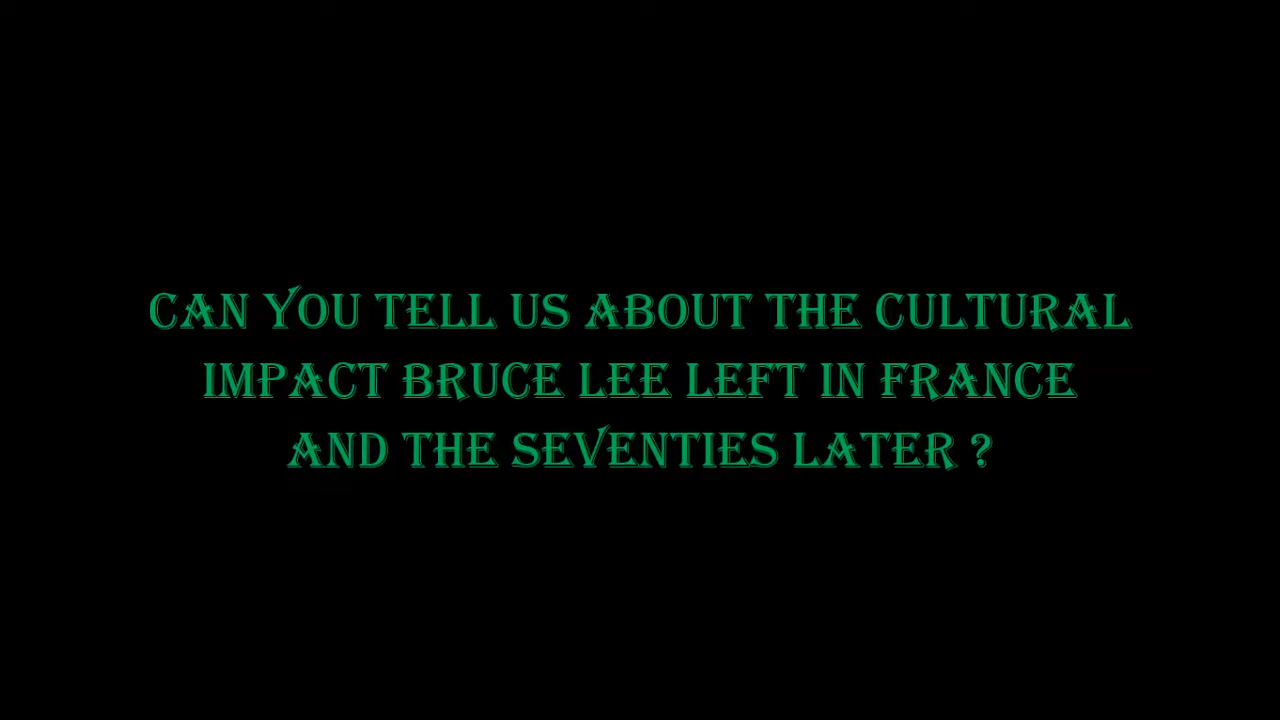 CAN YOU TELL US ABOUT THE CULTURAL
IMPACT BRUCE LEE LEFT IN FRANCE
AND THE SEVENTIES LATER ?